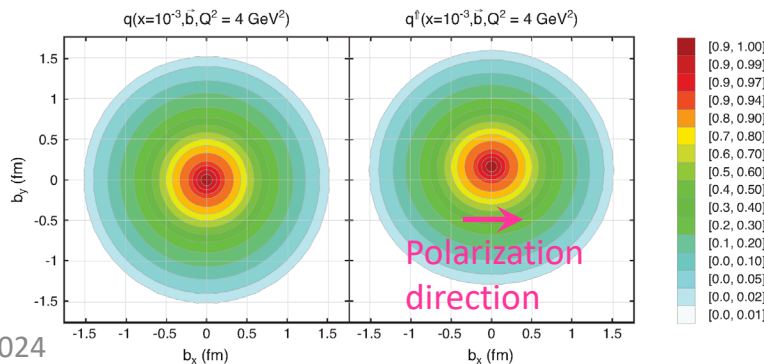 q(x=10⁻³,b⃗,Q² = 4 GeV²)
q⇑(x=10⁻³,b⃗,Q² = 4 GeV²)
1.5
1
0.5
0
-0.5
-1
-1.5
b_y (fm)
-1.5 -1 -0.5 0 0.5 1 1.5
-1.5 -1 -0.5 0 0.5 1 1.5
b_x (fm)
b_x (fm)
Polarization
direction
[0.9, 1.00]
[0.9, 0.99]
[0.9, 0.97]
[0.9, 0.94]
[0.8, 0.90]
[0.7, 0.80]
[0.6, 0.70]
[0.5, 0.60]
[0.4, 0.50]
[0.3, 0.40]
[0.2, 0.30]
[0.1, 0.20]
[0.0, 0.10]
[0.0, 0.05]
[0.0, 0.02]
[0.0, 0.01]
024